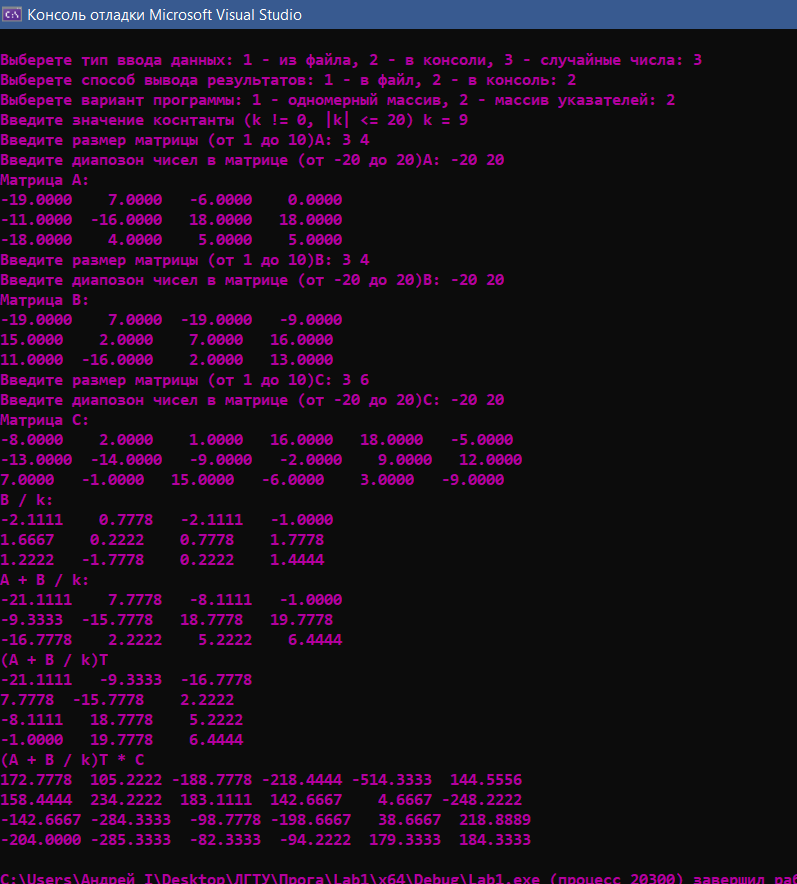 Консоль отладки Microsoft Visual Studio
Выберете тип ввода данных: 1 - из файла, 2 - в консоли, 3 - случайные числа: 3
Выберете способ вывода результатов: 1 - в файл, 2 - в консоль: 2
Выберете вариант программы: 1 - одномерный массив, 2 - массив указателей: 2
Введите значение коснтанты (k != 0, |k| <= 20) k = 9
Введите размер матрицы (от 1 до 10)A: 3 4
Введите диапозон чисел в матрице (от -20 до 20)A: -20 20
Матрица A:
-19.0000 7.0000 -6.0000 0.0000
-11.0000 -16.0000 18.0000 18.0000
-18.0000 4.0000 5.0000 5.0000
Введите размер матрицы (от 1 до 10)B: 3 4
Введите диапозон чисел в матрице (от -20 до 20)B: -20 20
Матрица B:
-19.0000 7.0000 -19.0000 -9.0000
15.0000 2.0000 7.0000 16.0000
11.0000 -16.0000 2.0000 13.0000
Введите размер матрицы (от 1 до 10)C: 3 6
Введите диапозон чисел в матрице (от -20 до 20)C: -20 20
Матрица C:
-8.0000 2.0000 1.0000 16.0000 18.0000 -5.0000
-13.0000 -14.0000 -9.0000 -2.0000 9.0000 12.0000
7.0000 -1.0000 15.0000 -6.0000 3.0000 -9.0000
B / k:
-2.1111 0.7778 -2.1111 -1.0000
1.6667 0.2222 0.7778 1.7778
1.2222 -1.7778 0.2222 1.4444
A + B / k:
-21.1111 7.7778 -8.1111 -1.0000
-9.3333 -15.7778 18.7778 19.7778
-16.7778 2.2222 5.2222 6.4444
(A + B / k)T
-21.1111 -9.3333 -16.7778
7.7778 -15.7778 2.2222
-8.1111 18.7778 5.2222
-1.0000 19.7778 6.4444
(A + B / k)T * C
172.7778 105.2222 -188.7778 -218.4444 -514.3333 144.5556
158.4444 234.2222 183.1111 142.6667 4.6667 -248.2222
-142.6667 -284.3333 -98.7778 -198.6667 38.6667 218.8889
-204.0000 -285.3333 -82.3333 -94.2222 179.3333 184.3333
C:\Users\Андрей I\Desktop\ЛГТУ\Прога\Lab1\x64\Debug\Lab1.exe (процесс 20300) завершил раб